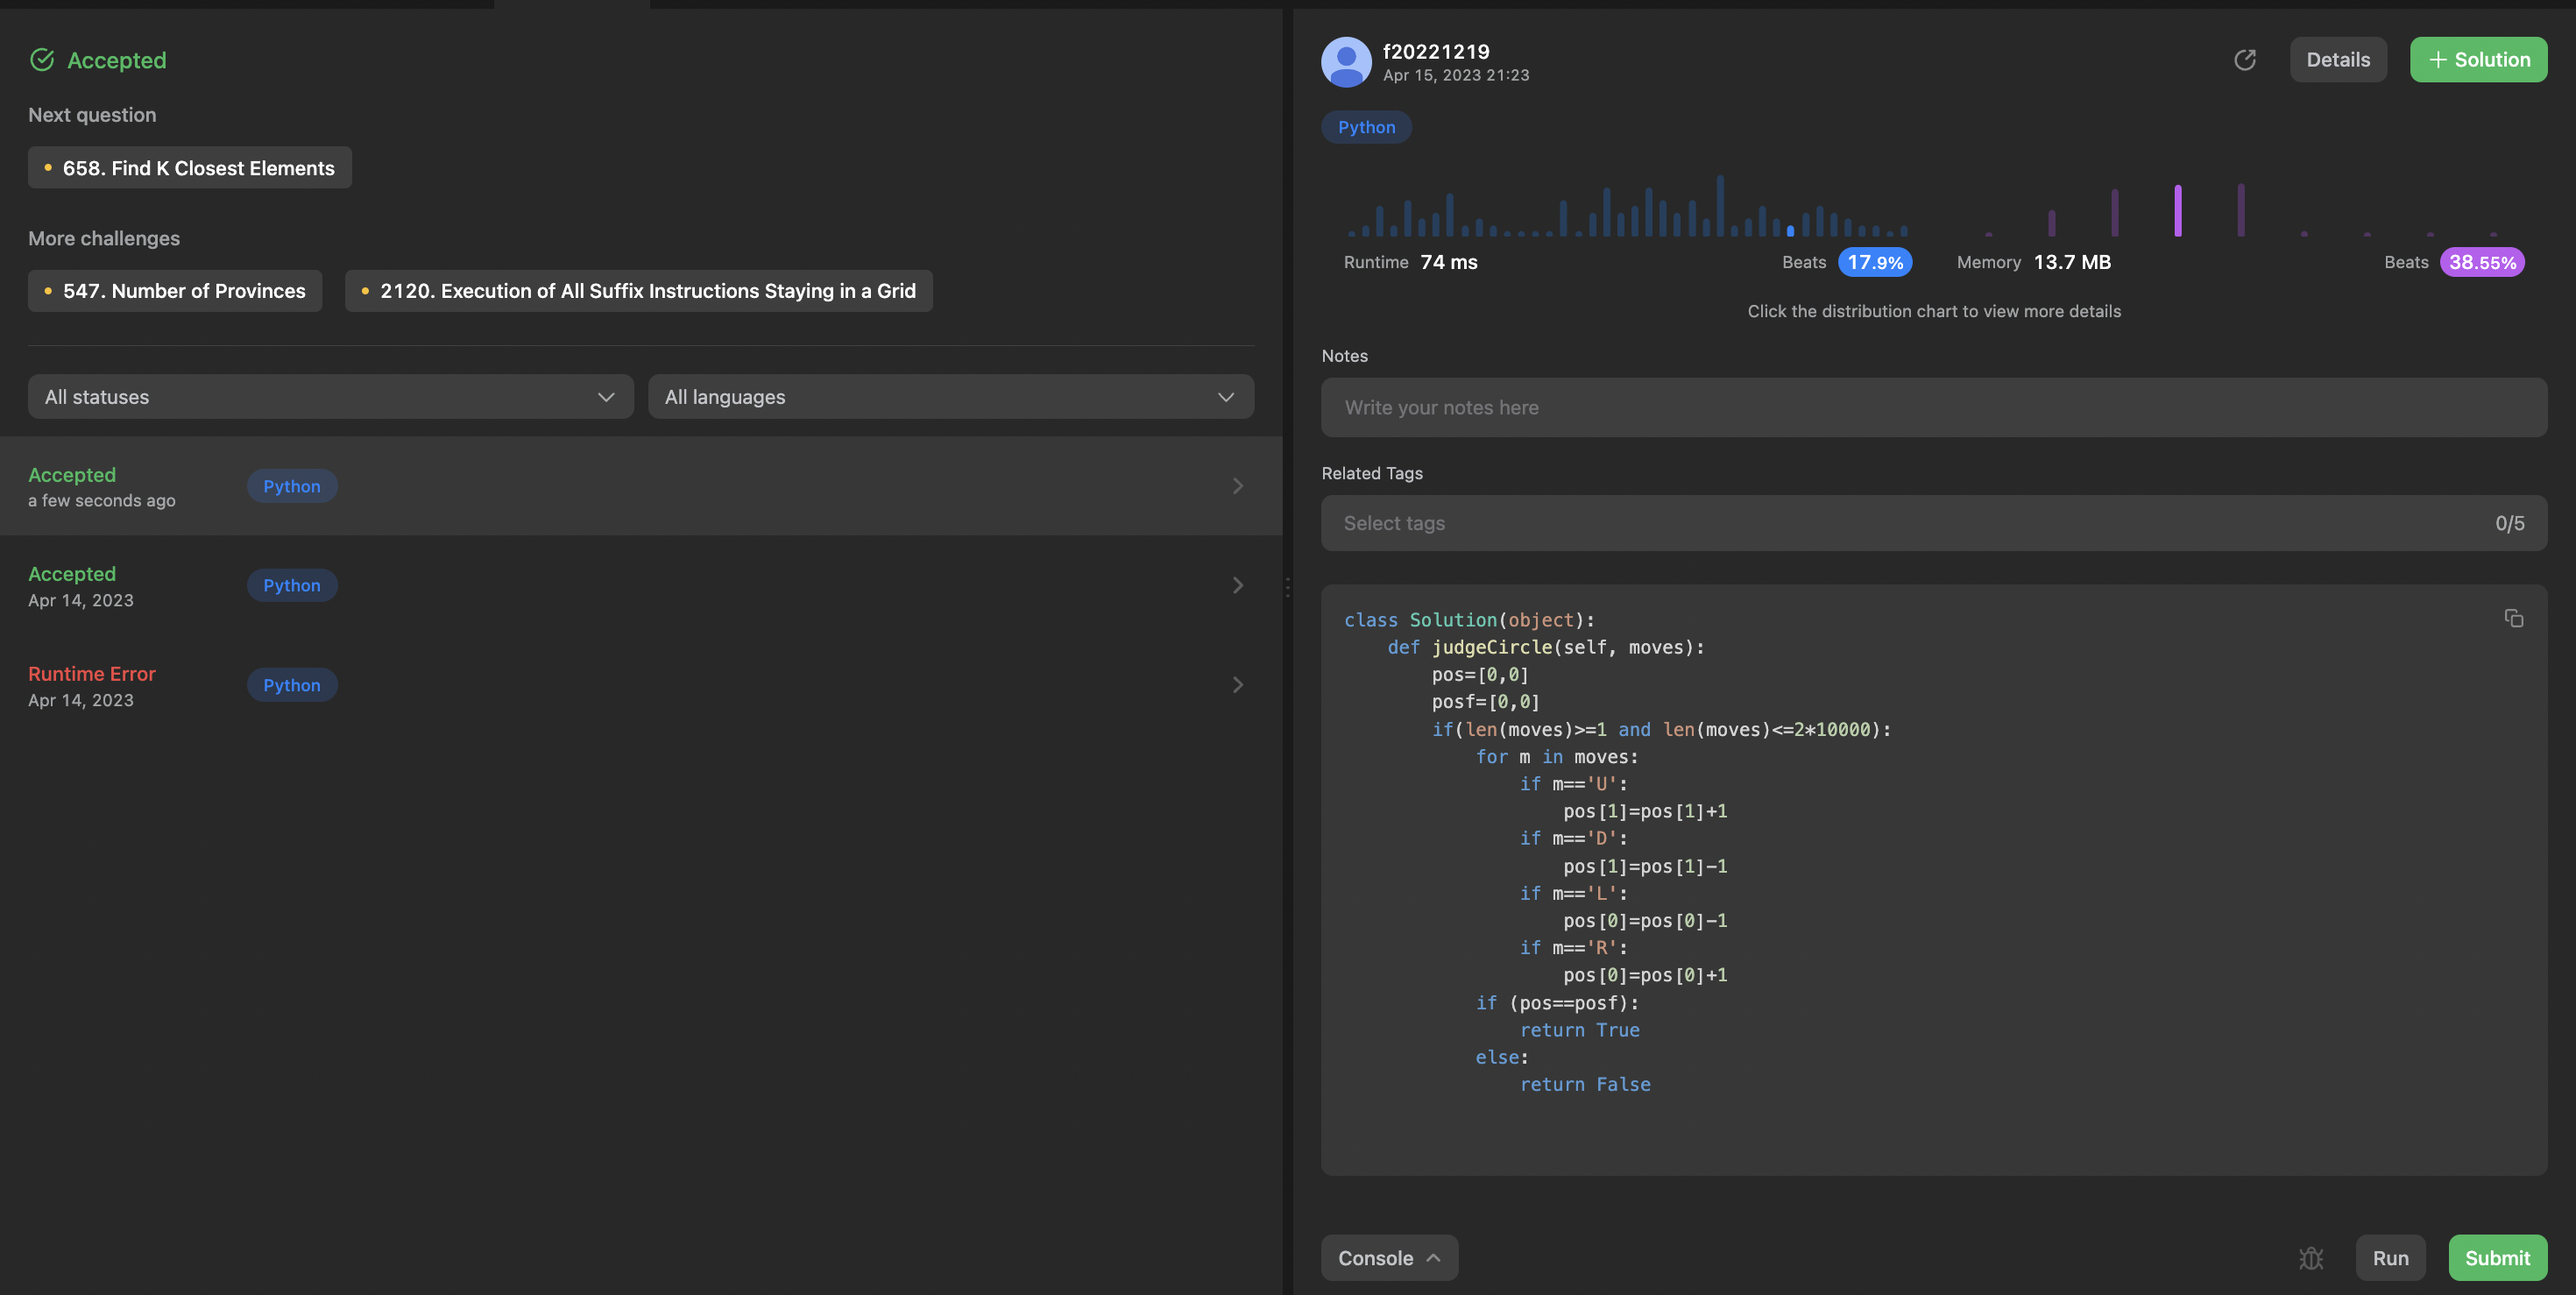 Accepted
Next question
658. Find K Closest Elements
More challenges
547. Number of Provinces
2120. Execution of All Suffix Instructions Staying in a Grid
All statuses
All languages
Accepted
a few seconds ago
Python
Accepted
Apr 14, 2023
Python
Runtime Error
Apr 14, 2023
Python
f20221219
Apr 15, 2023 21:23
Details
+ Solution
Python
Runtime 74 ms
Beats 17.9%
Memory 13.7 MB
Beats 38.55%
Click the distribution chart to view more details
Notes
Write your notes here
Related Tags
Select tags
0/5
class Solution(object):
    def judgeCircle(self, moves):
        pos=[0,0]
        posf=[0,0]
        if(len(moves)>=1 and len(moves)<=2*10000):
            for m in moves:
                if m=='U':
                    pos[1]=pos[1]+1
                if m=='D':
                    pos[1]=pos[1]-1
                if m=='L':
                    pos[0]=pos[0]-1
                if m=='R':
                    pos[0]=pos[0]+1
            if (pos==posf):
                return True
            else:
                return False
Console
Run
Submit